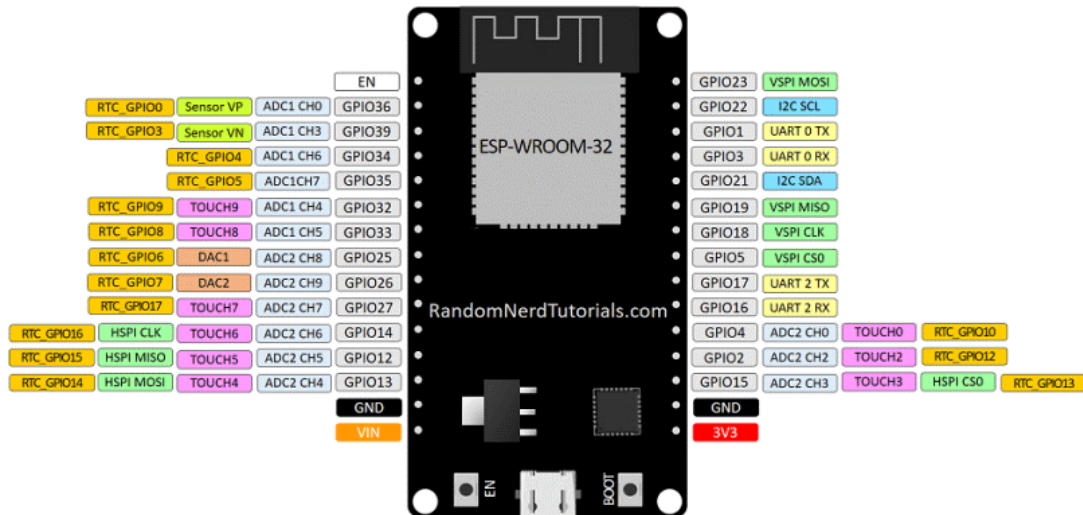 EN GPIO23 VSPI MOSI
RTC_GPIO0 Sensor VP ADC1 CH0 GPIO36 GPIO22 I2C SCL
RTC_GPIO3 Sensor VN ADC1 CH3 GPIO39 GPIO1 UART 0 TX
ESP-WROOM-32
RTC_GPIO4 ADC1 CH6 GPIO34 GPIO3 UART 0 RX
RTC_GPIO5 ADC1CH7 GPIO35 GPIO21 I2C SDA
RTC_GPIO9 TOUCH9 ADC1 CH4 GPIO32 GPIO19 VSPI MISO
RTC_GPIO8 TOUCH8 ADC1 CH5 GPIO33 GPIO18 VSPI CLK
RTC_GPIO6 DAC1 ADC2 CH8 GPIO25 GPIO5 VSPI CS0
RTC_GPIO7 DAC2 ADC2 CH9 GPIO26 GPIO17 UART 2 TX
RTC_GPIO17 TOUCH7 ADC2 CH7 GPIO27 RandomNerdTutorials.com GPIO16 UART 2 RX
RTC_GPIO16 HSPI CLK TOUCH6 ADC2 CH6 GPIO14 GPIO4 ADC2 CH0 TOUCH0 RTC_GPIO10
RTC_GPIO15 HSPI MISO TOUCH5 ADC2 CH5 GPIO12 GPIO2 ADC2 CH2 TOUCH2 RTC_GPIO12
RTC_GPIO14 HSPI MOSI TOUCH4 ADC2 CH4 GPIO13 GPIO15 ADC2 CH3 TOUCH3 HSPI CS0 RTC_GPIO13
GND GND
VIN 3V3
EN BOOT